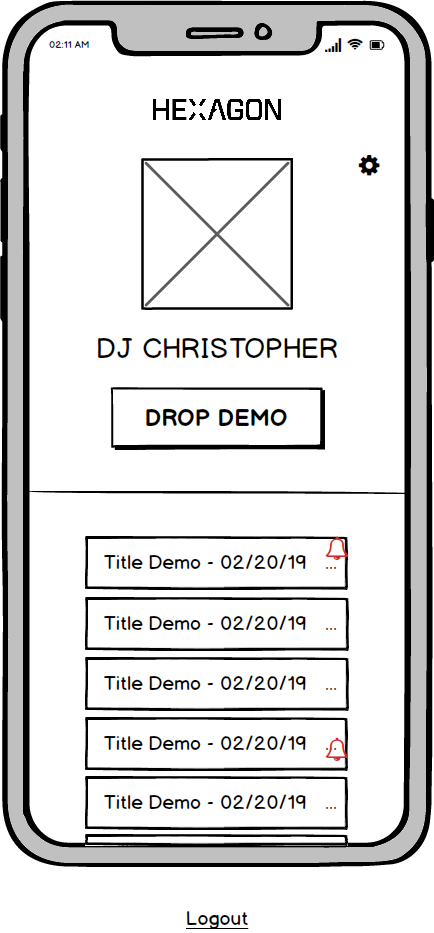 02:11 AM
HEXAGON
DJ CHRISTOPHER
DROP DEMO
Title Demo - 02/20/19 ...
Title Demo - 02/20/19 ...
Title Demo - 02/20/19 ...
Title Demo - 02/20/19 ...
Title Demo - 02/20/19 ...
Logout